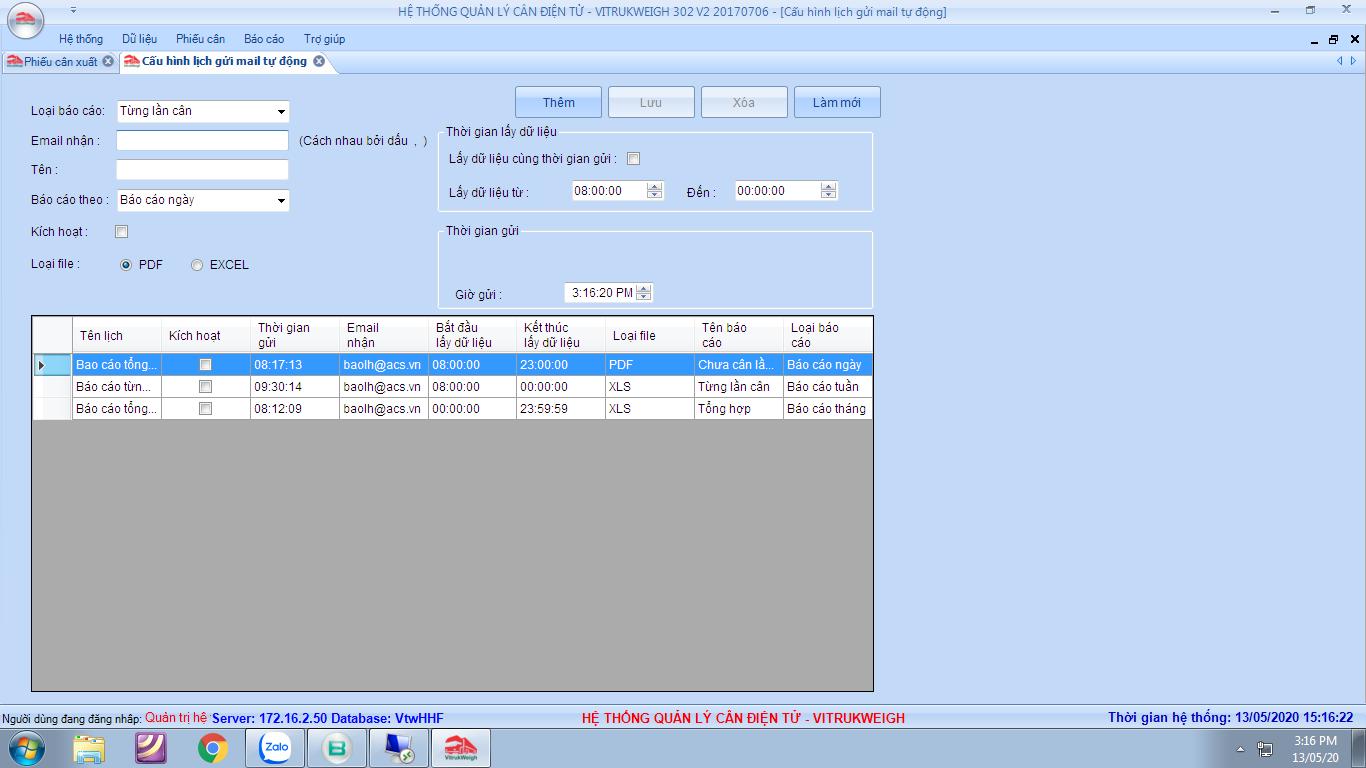 HỆ THỐNG QUẢN LÝ CÂN ĐIỆN TỬ - VITRUKWEIGH 302 V2 20170706 - [Cấu hình lịch gửi mail tự động]
Hệ thống Dữ liệu Phiếu cân Báo cáo Trợ giúp
Phiếu cân xuất Cấu hình lịch gửi mail tự động
Thêm Lưu Xóa Làm mới
Loại báo cáo: Từng lần cân
Email nhận : (Cách nhau bởi dấu , )
Tên :
Báo cáo theo : Báo cáo ngày
Kích hoạt :
Loại file : PDF EXCEL
Thời gian lấy dữ liệu
Lấy dữ liệu cùng thời gian gửi :
Lấy dữ liệu từ : 08:00:00 Đến : 00:00:00
Thời gian gửi
Giờ gửi : 3:16:20 PM
Tên lịch Kích hoạt Thời gian gửi Email nhận Bắt đầu lấy dữ liệu Kết thúc lấy dữ liệu Loại file Tên báo cáo Loại báo cáo
Bao cáo tổng... 08:17:13 baolh@acs.vn 08:00:00 23:00:00 PDF Chưa cân lầ... Báo cáo ngày
Báo cáo từn... 09:30:14 baolh@acs.vn 08:00:00 00:00:00 XLS Từng lần cân Báo cáo tuần
Báo cáo tổng... 08:12:09 baolh@acs.vn 00:00:00 23:59:59 XLS Tổng hợp Báo cáo tháng
Người dùng đang đăng nhập: Quản trị hệ Server: 172.16.2.50 Database: VtwHHF HỆ THỐNG QUẢN LÝ CÂN ĐIỆN TỬ - VITRUKWEIGH Thời gian hệ thống: 13/05/2020 15:16:22
Zalo B VitrukWeigh 3:16 PM
13/05/20